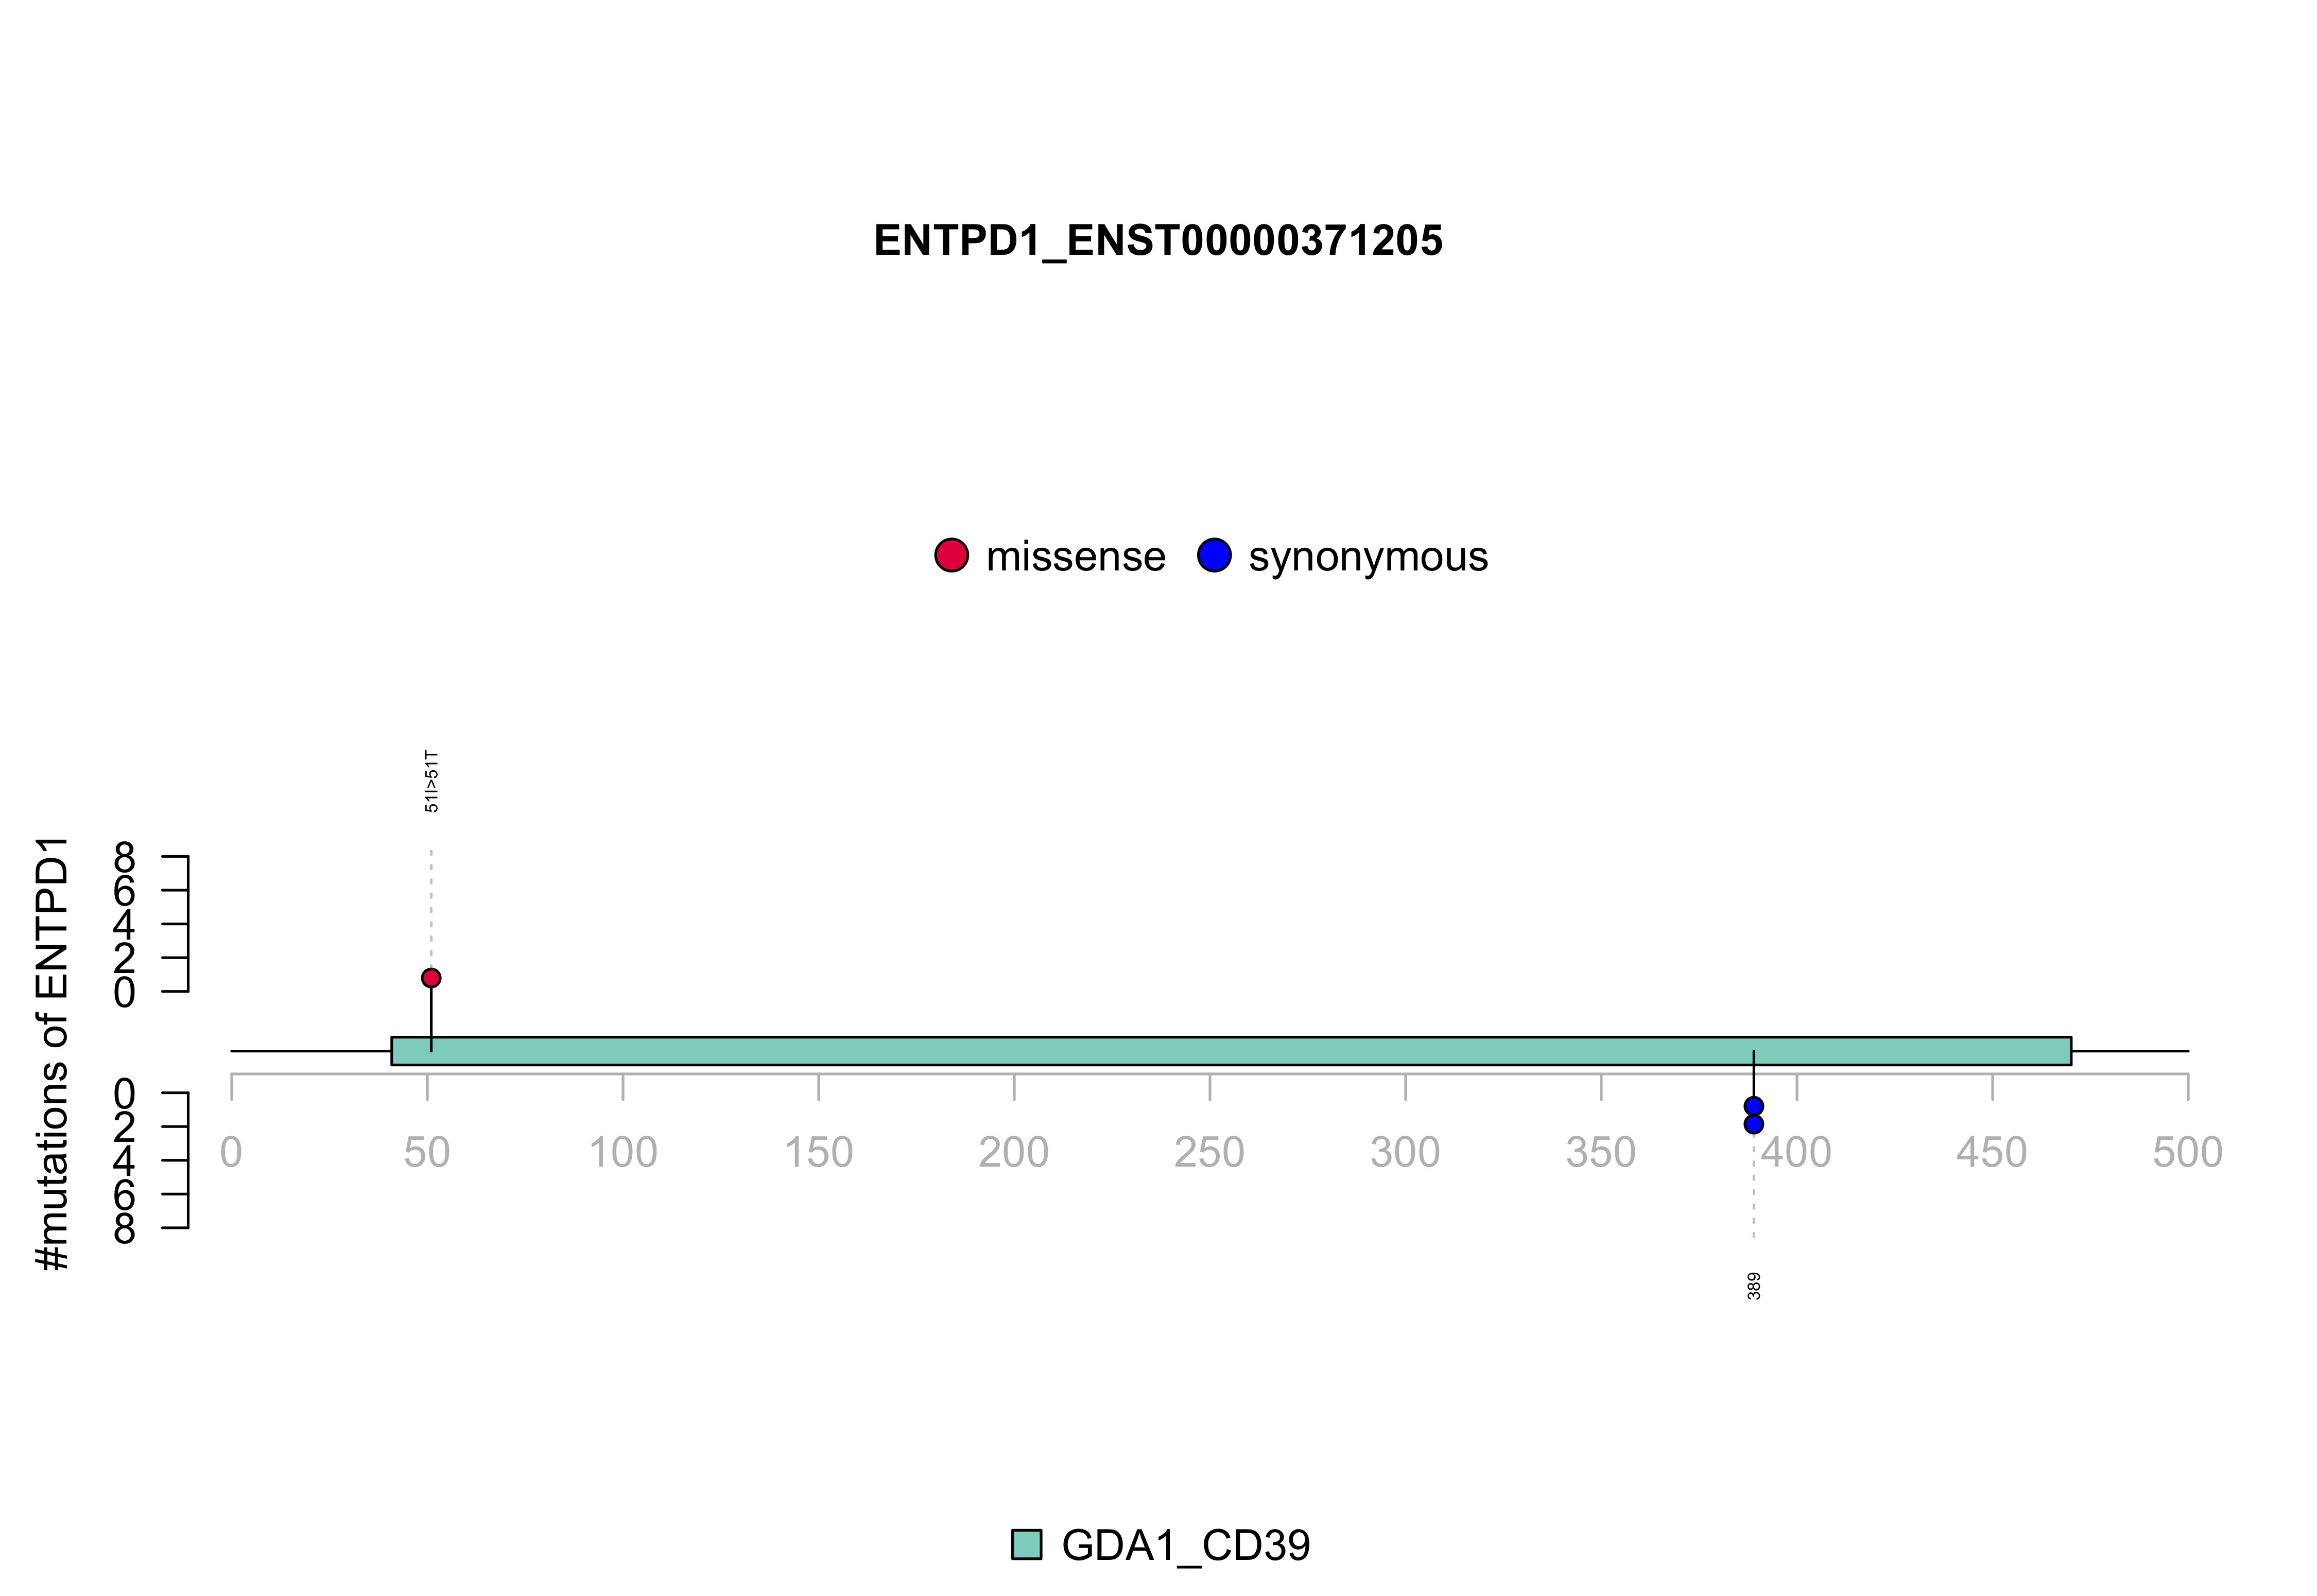 ENTPD1_ENST00000371205
missense synonymous
51I>51T
#mutations of ENTPD1
8
6
4
2
0
0
2
4
6
8
0 50 100 150 200 250 300 350 400 450 500
389
GDA1_CD39